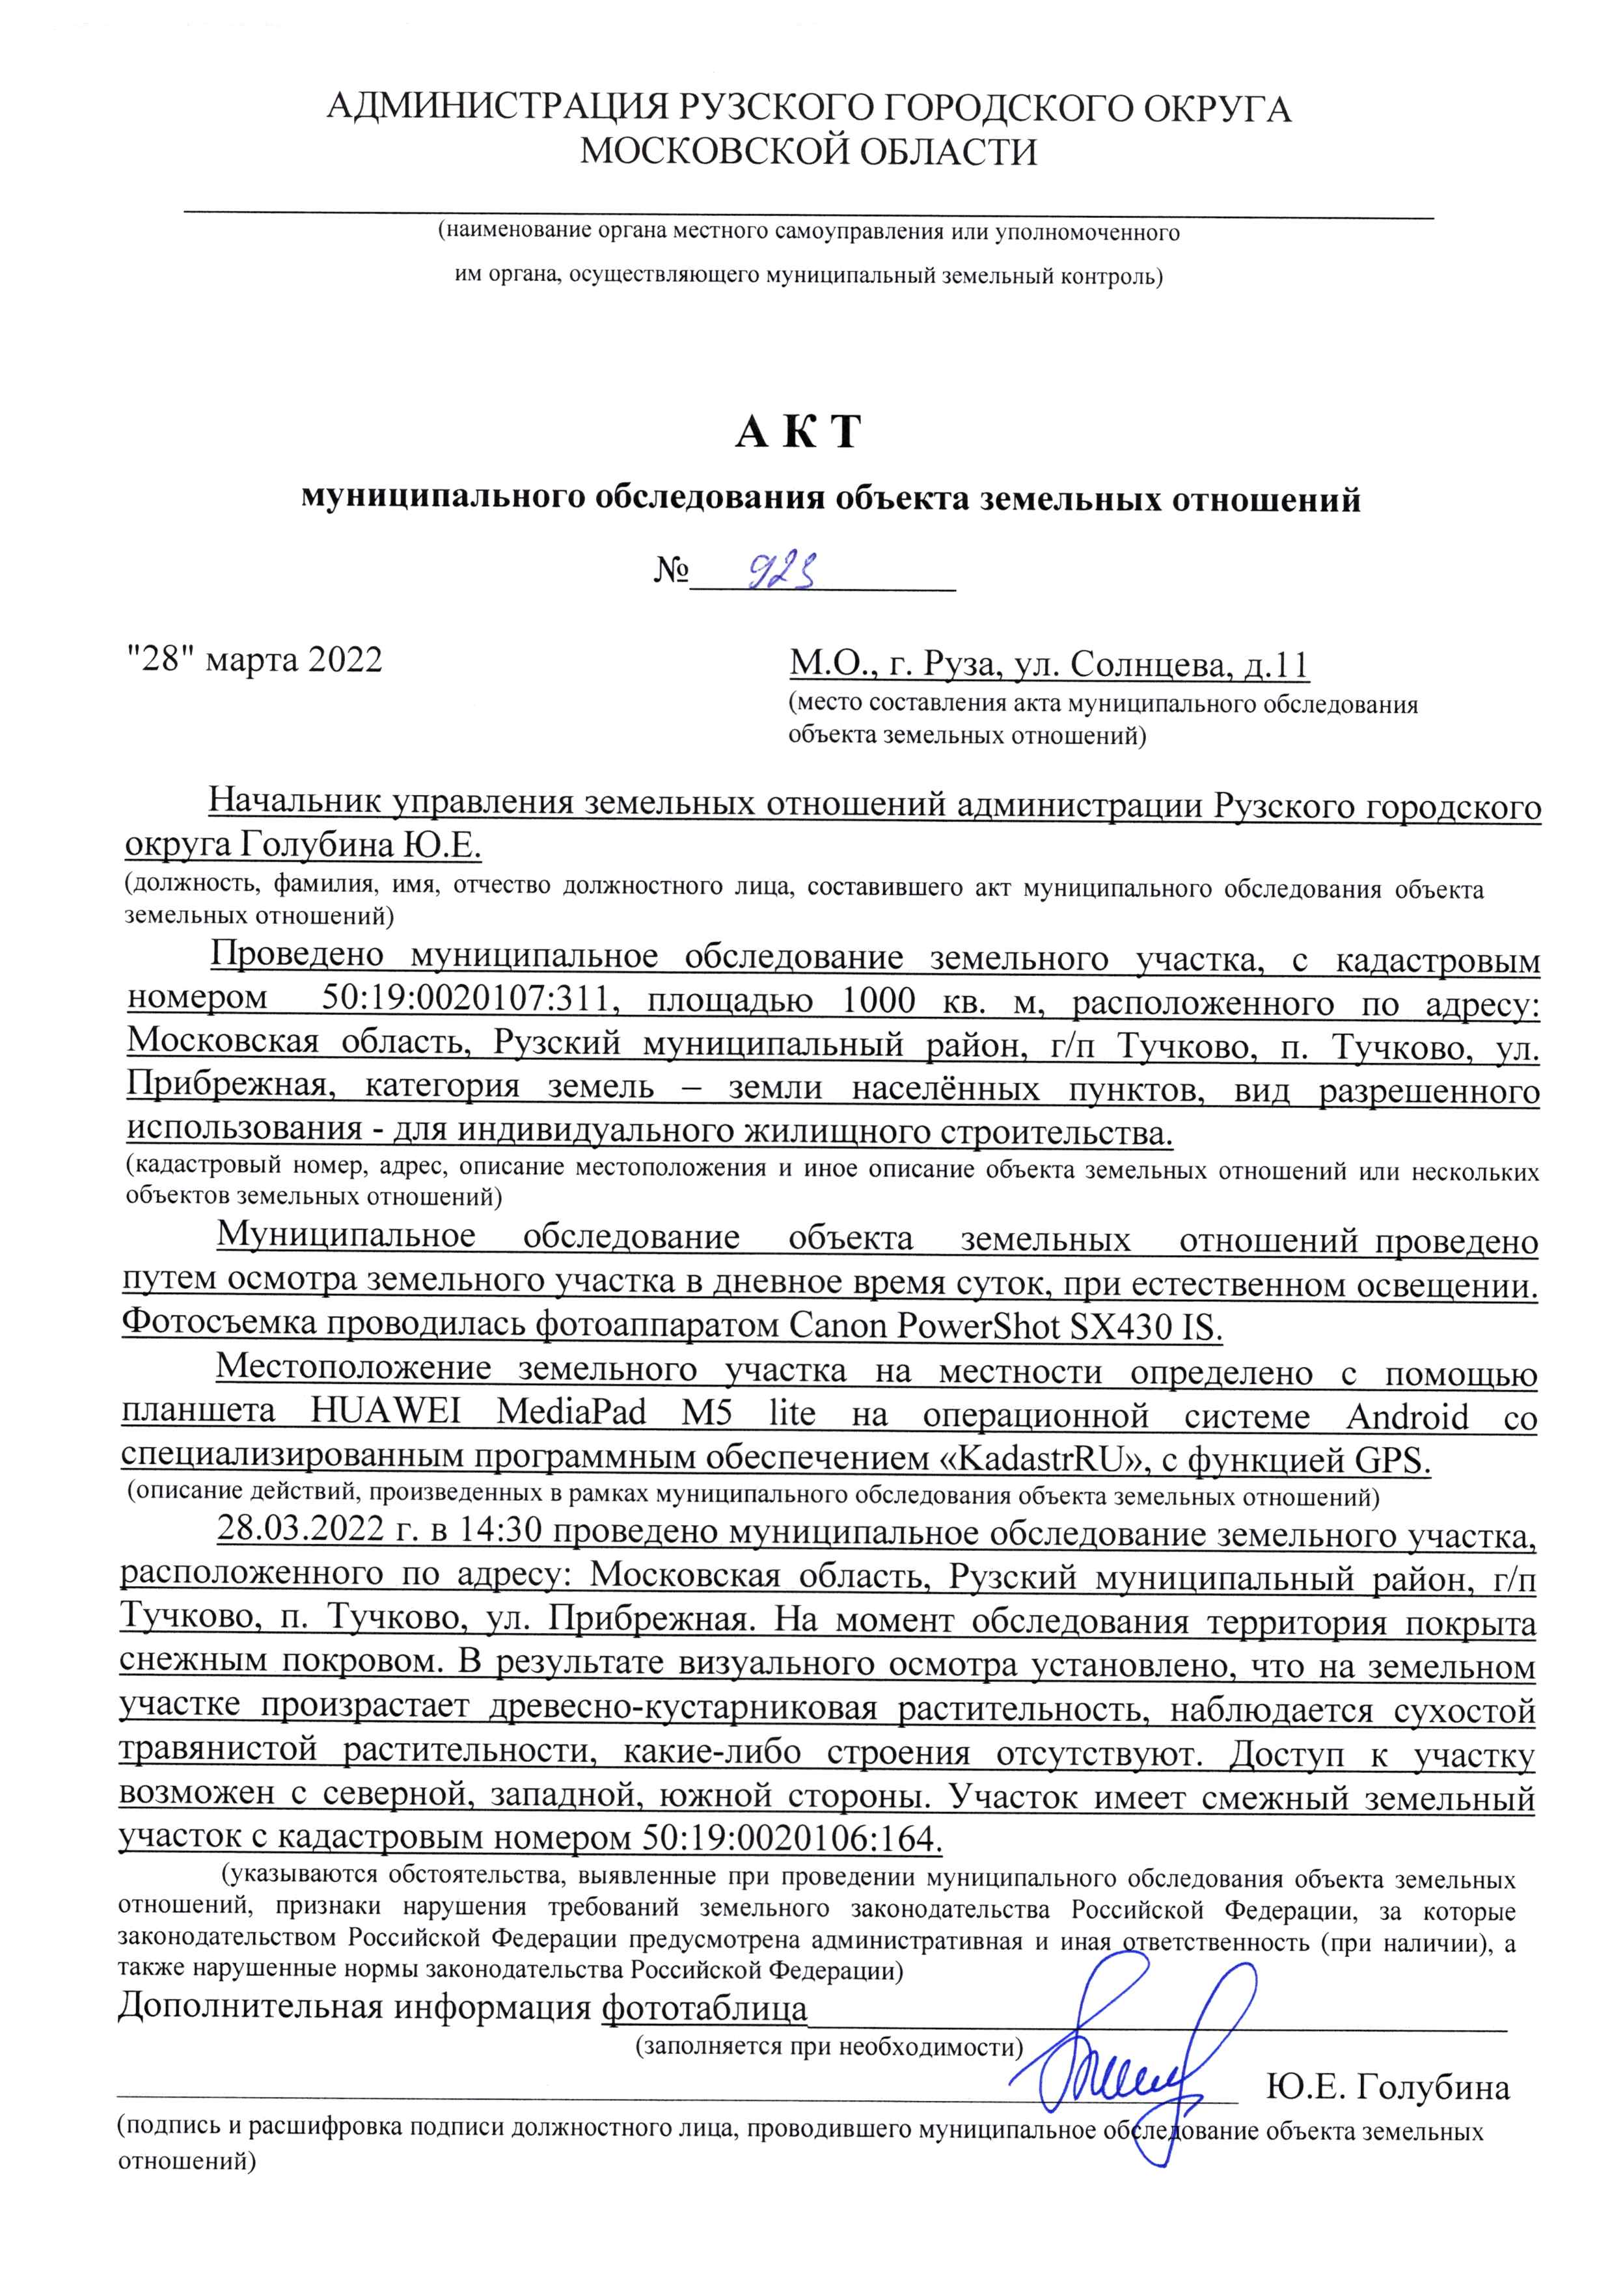 АДМИНИСТРАЦИЯ РУЗСКОГО ГОРОДСКОГО ОКРУГА
МОСКОВСКОЙ ОБЛАСТИ
(наименование органа местного самоуправления или уполномоченного
им органа, осуществляющего муниципальный земельный контроль)
А К Т
муниципального обследования объекта земельных отношений
№ 923
"28" марта 2022
М.О., г. Руза, ул. Солнцева, д.11
(место составления акта муниципального обследования
объекта земельных отношений)
Начальник управления земельных отношений администрации Рузского городского
округа Голубина Ю.Е.
(должность, фамилия, имя, отчество должностного лица, составившего акт муниципального обследования объекта
земельных отношений)
Проведено муниципальное обследование земельного участка, с кадастровым
номером 50:19:0020107:311, площадью 1000 кв. м, расположенного по адресу:
Московская область, Рузский муниципальный район, г/п Тучково, п. Тучково, ул.
Прибрежная, категория земель – земли населённых пунктов, вид разрешенного
использования - для индивидуального жилищного строительства.
(кадастровый номер, адрес, описание местоположения и иное описание объекта земельных отношений или нескольких
объектов земельных отношений)
Муниципальное обследование объекта земельных отношений проведено
путем осмотра земельного участка в дневное время суток, при естественном освещении.
Фотосъемка проводилась фотоаппаратом Canon PowerShot SX430 IS.
Местоположение земельного участка на местности определено с помощью
планшета HUAWEI MediaPad M5 lite на операционной системе Android со
специализированным программным обеспечением «KadastrRU», с функцией GPS.
(описание действий, произведенных в рамках муниципального обследования объекта земельных отношений)
28.03.2022 г. в 14:30 проведено муниципальное обследование земельного участка,
расположенного по адресу: Московская область, Рузский муниципальный район, г/п
Тучково, п. Тучково, ул. Прибрежная. На момент обследования территория покрыта
снежным покровом. В результате визуального осмотра установлено, что на земельном
участке произрастает древесно-кустарниковая растительность, наблюдается сухостой
травянистой растительности, какие-либо строения отсутствуют. Доступ к участку
возможен с северной, западной, южной стороны. Участок имеет смежный земельный
участок с кадастровым номером 50:19:0020106:164.
(указываются обстоятельства, выявленные при проведении муниципального обследования объекта земельных
отношений, признаки нарушения требований земельного законодательства Российской Федерации, за которые
законодательством Российской Федерации предусмотрена административная и иная ответственность (при наличии), а
также нарушенные нормы законодательства Российской Федерации)
Дополнительная информация фототаблица
(заполняется при необходимости)
Ю.Е. Голубина
(подпись и расшифровка подписи должностного лица, проводившего муниципальное обследование объекта земельных
отношений)